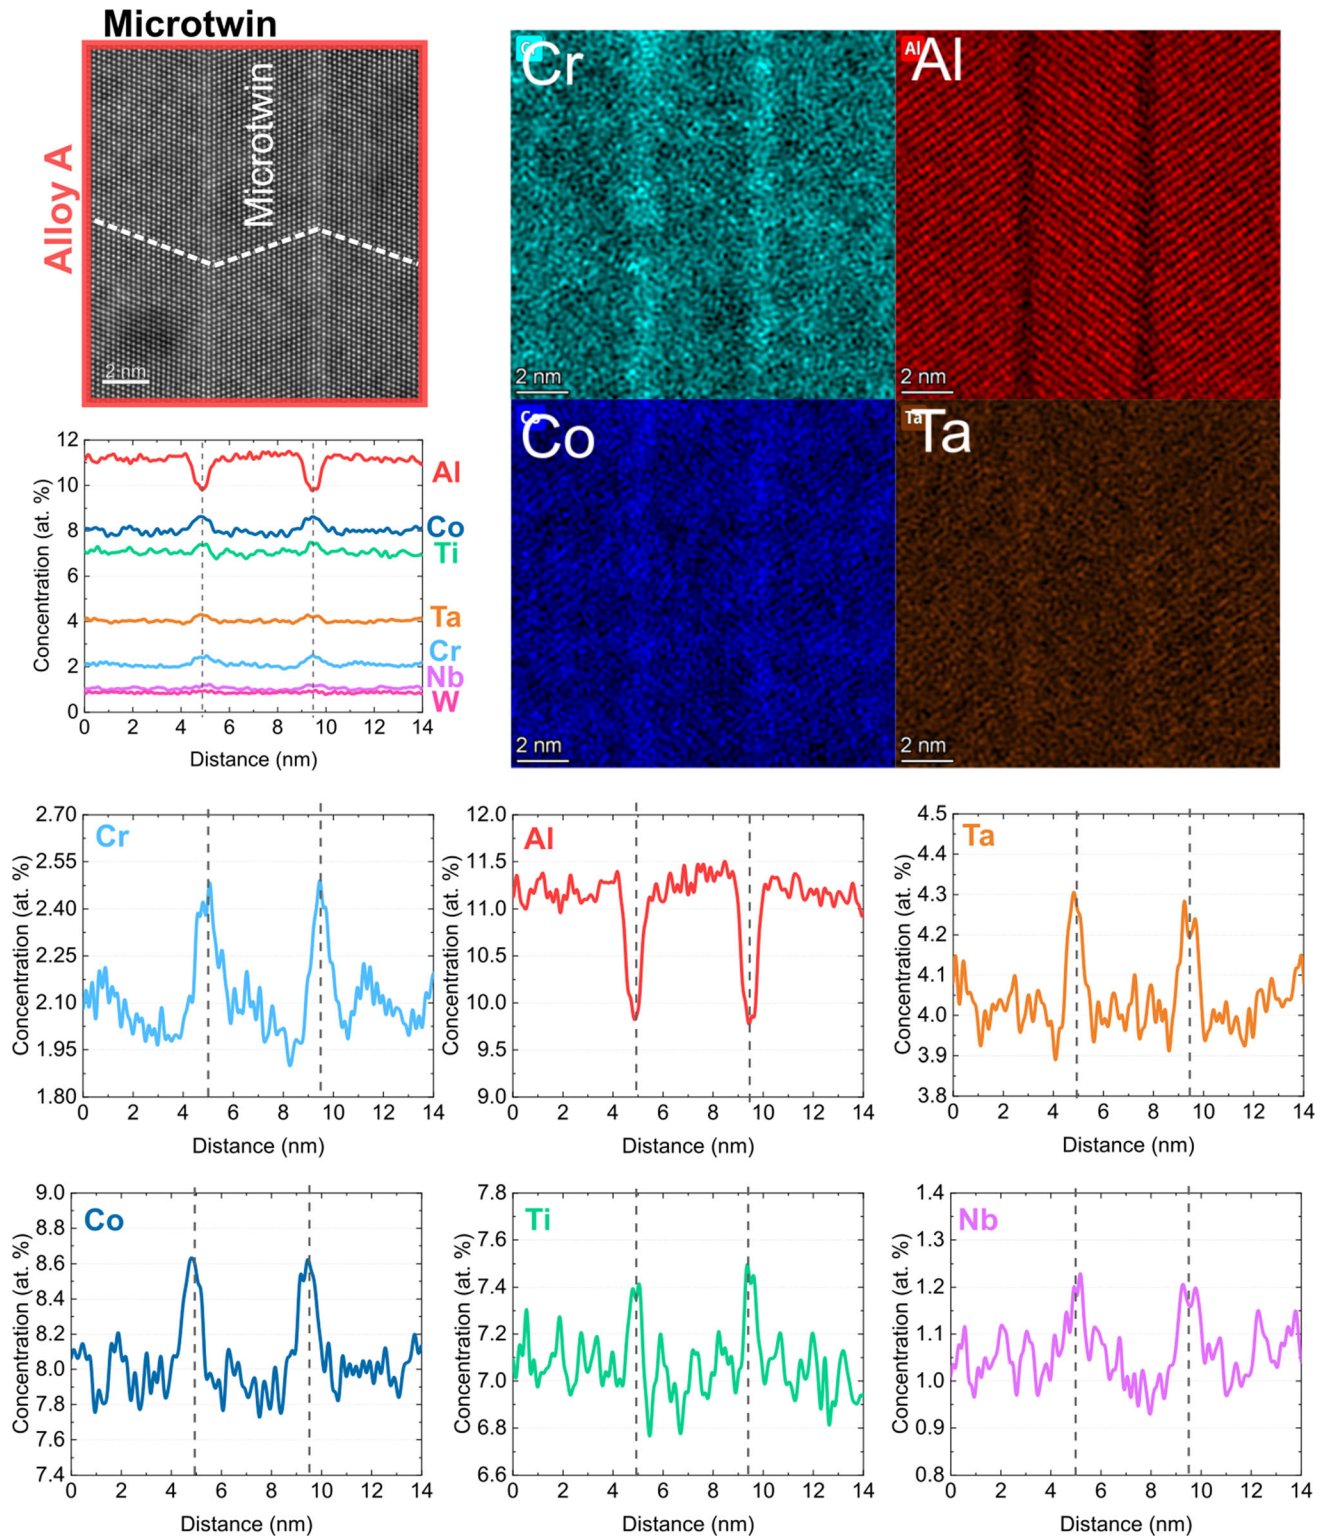 Microtwin
Alloy A
Microtwin
2 nm
Cr
Cr
2 nm
Al
Al
2 nm
Co
Co
2 nm
Ta
Ta
2 nm
Concentration (at. %)
12
10
8
6
4
2
0
Al
Co
Ti
Ta
Cr
Nb
W
0 2 4 6 8 10 12 14
Distance (nm)
Cr
Concentration (at. %)
2.70
2.55
2.40
2.25
2.10
1.95
1.80
0 2 4 6 8 10 12 14
Distance (nm)
Al
Concentration (at. %)
12.0
11.5
11.0
10.5
10.0
9.5
9.0
0 2 4 6 8 10 12 14
Distance (nm)
Ta
Concentration (at. %)
4.5
4.4
4.3
4.2
4.1
4.0
3.9
3.8
0 2 4 6 8 10 12 14
Distance (nm)
Co
Concentration (at. %)
9.0
8.8
8.6
8.4
8.2
8.0
7.8
7.6
7.4
0 2 4 6 8 10 12 14
Distance (nm)
Ti
Concentration (at. %)
7.8
7.6
7.4
7.2
7.0
6.8
6.6
0 2 4 6 8 10 12 14
Distance (nm)
Nb
Concentration (at. %)
1.4
1.3
1.2
1.1
1.0
0.9
0.8
0 2 4 6 8 10 12 14
Distance (nm)